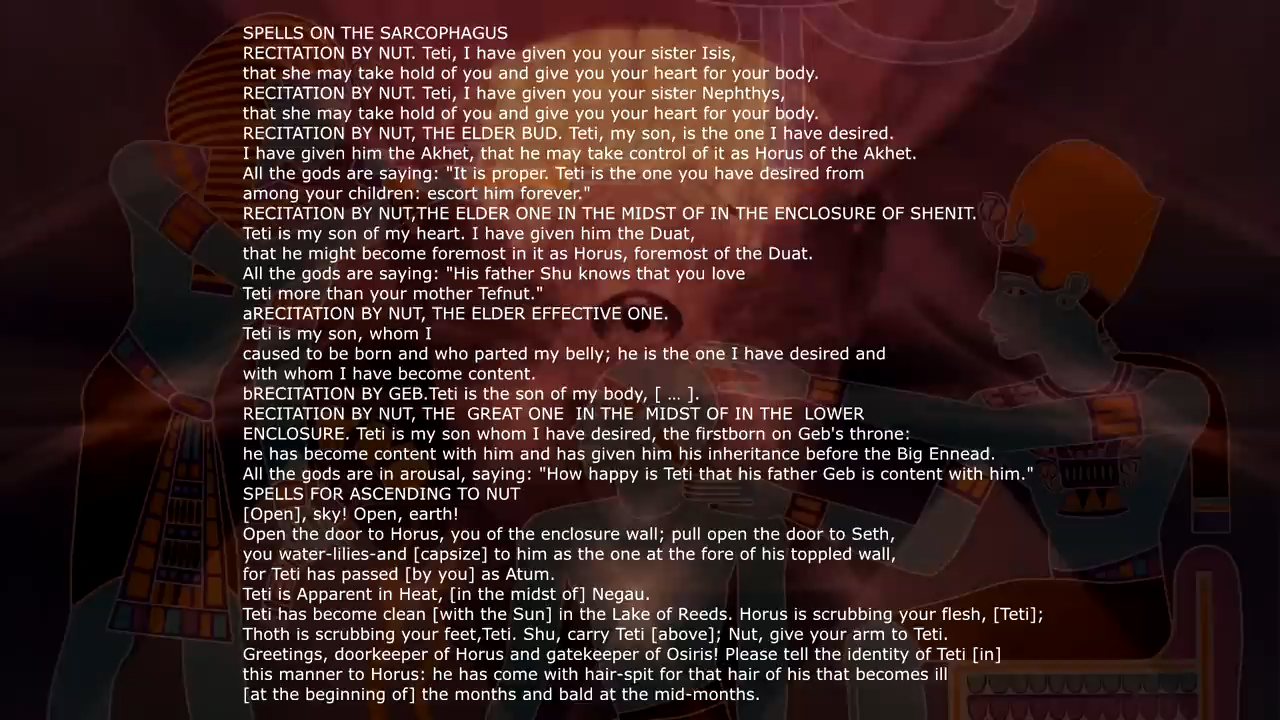 SPELLS ON THE SARCOPHAGUS
RECITATION BY NUT. Teti, I have given you your sister Isis,
that she may take hold of you and give you your heart for your body.
RECITATION BY NUT. Teti, I have given you your sister Nephthys,
that she may take hold of you and give you your heart for your body.
RECITATION BY NUT, THE ELDER BUD. Teti, my son, is the one I have desired.
I have given him the Akhet, that he may take control of it as Horus of the Akhet.
All the gods are saying: "It is proper. Teti is the one you have desired from
among your children: escort him forever."
RECITATION BY NUT,THE ELDER ONE IN THE MIDST OF IN THE ENCLOSURE OF SHENIT.
Teti is my son of my heart. I have given him the Duat,
that he might become foremost in it as Horus, foremost of the Duat.
All the gods are saying: "His father Shu knows that you love
Teti more than your mother Tefnut."
aRECITATION BY NUT, THE ELDER EFFECTIVE ONE.
Teti is my son, whom I
caused to be born and who parted my belly; he is the one I have desired and
with whom I have become content.
bRECITATION BY GEB.Teti is the son of my body, [ ... ].
RECITATION BY NUT, THE  GREAT ONE  IN THE  MIDST OF IN THE  LOWER
ENCLOSURE. Teti is my son whom I have desired, the firstborn on Geb's throne:
he has become content with him and has given him his inheritance before the Big Ennead.
All the gods are in arousal, saying: "How happy is Teti that his father Geb is content with him."
SPELLS FOR ASCENDING TO NUT
[Open], sky! Open, earth!
Open the door to Horus, you of the enclosure wall; pull open the door to Seth,
you water-lilies-and [capsize] to him as the one at the fore of his toppled wall,
for Teti has passed [by you] as Atum.
Teti is Apparent in Heat, [in the midst of] Negau.
Teti has become clean [with the Sun] in the Lake of Reeds. Horus is scrubbing your flesh, [Teti];
Thoth is scrubbing your feet,Teti. Shu, carry Teti [above]; Nut, give your arm to Teti.
Greetings, doorkeeper of Horus and gatekeeper of Osiris! Please tell the identity of Teti [in]
this manner to Horus: he has come with hair-spit for that hair of his that becomes ill
[at the beginning of] the months and bald at the mid-months.